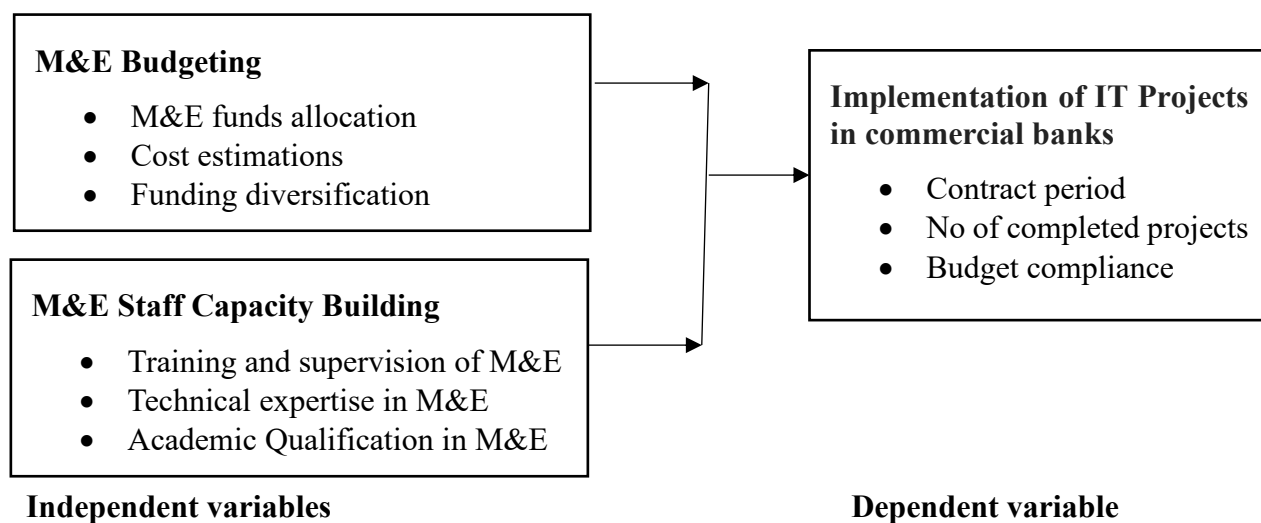 M&E Budgeting
• M&E funds allocation
• Cost estimations
• Funding diversification
M&E Staff Capacity Building
• Training and supervision of M&E
• Technical expertise in M&E
• Academic Qualification in M&E
Independent variables
Implementation of IT Projects
in commercial banks
• Contract period
• No of completed projects
• Budget compliance
Dependent variable